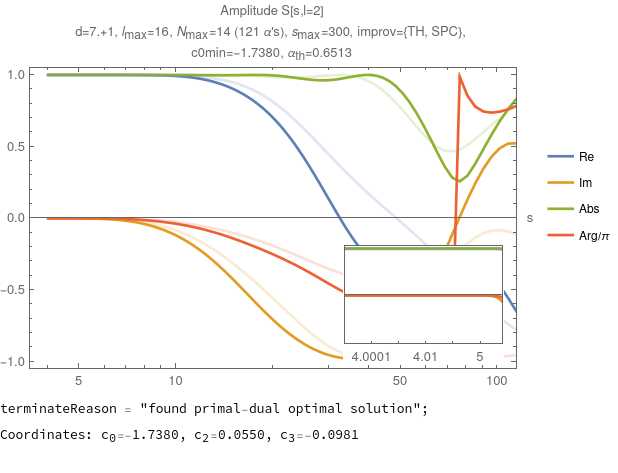 Amplitude S[s,l=2]
d=7.+1, lmax=16, Nmax=14 (121 α's), smax=300, improv={TH, SPC},
c0min=−1.7380, αth=0.6513
1.0
0.5
0.0
−0.5
−1.0
s
Re
Im
Abs
Arg/π
4.0001 4.01 5
5 10 50 100
terminateReason = "found primal-dual optimal solution";
Coordinates: c0=-1.7380, c2=0.0550, c3=-0.0981